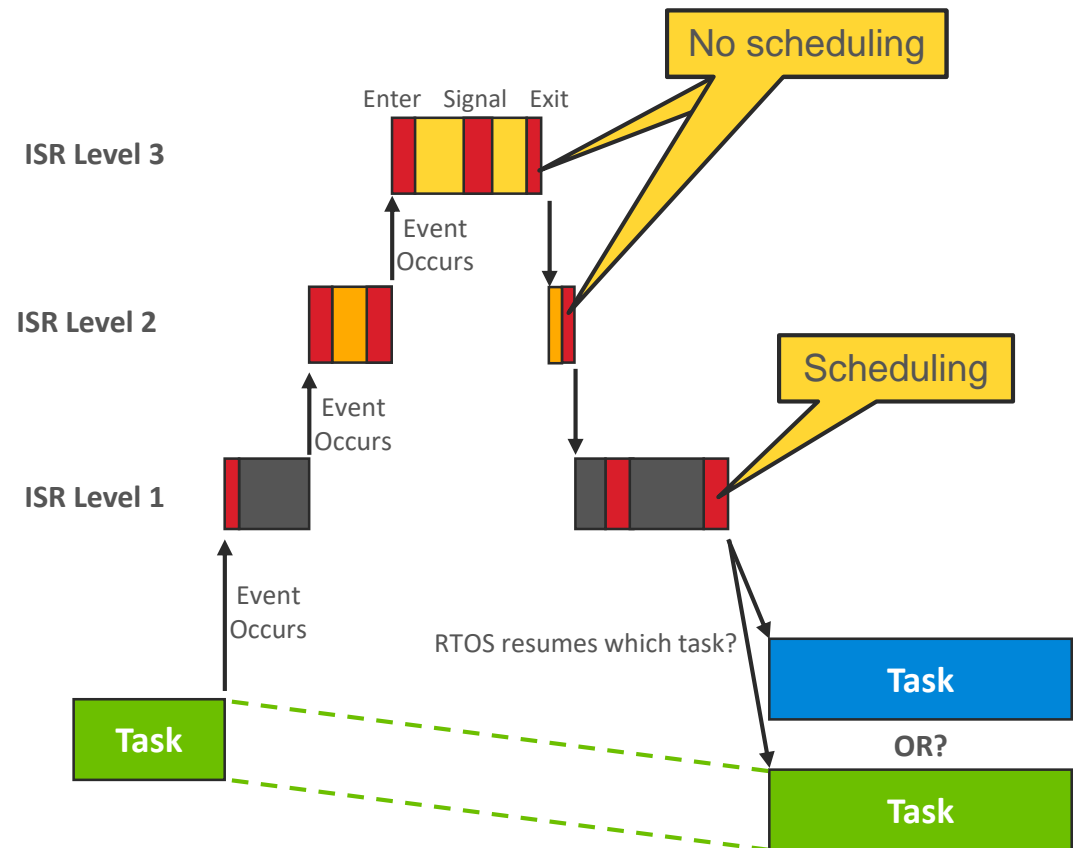 No scheduling
Enter Signal Exit
ISR Level 3
Event
Occurs
ISR Level 2
Scheduling
Event
Occurs
ISR Level 1
Event
Occurs
RTOS resumes which task?
Task
Task
OR?
Task